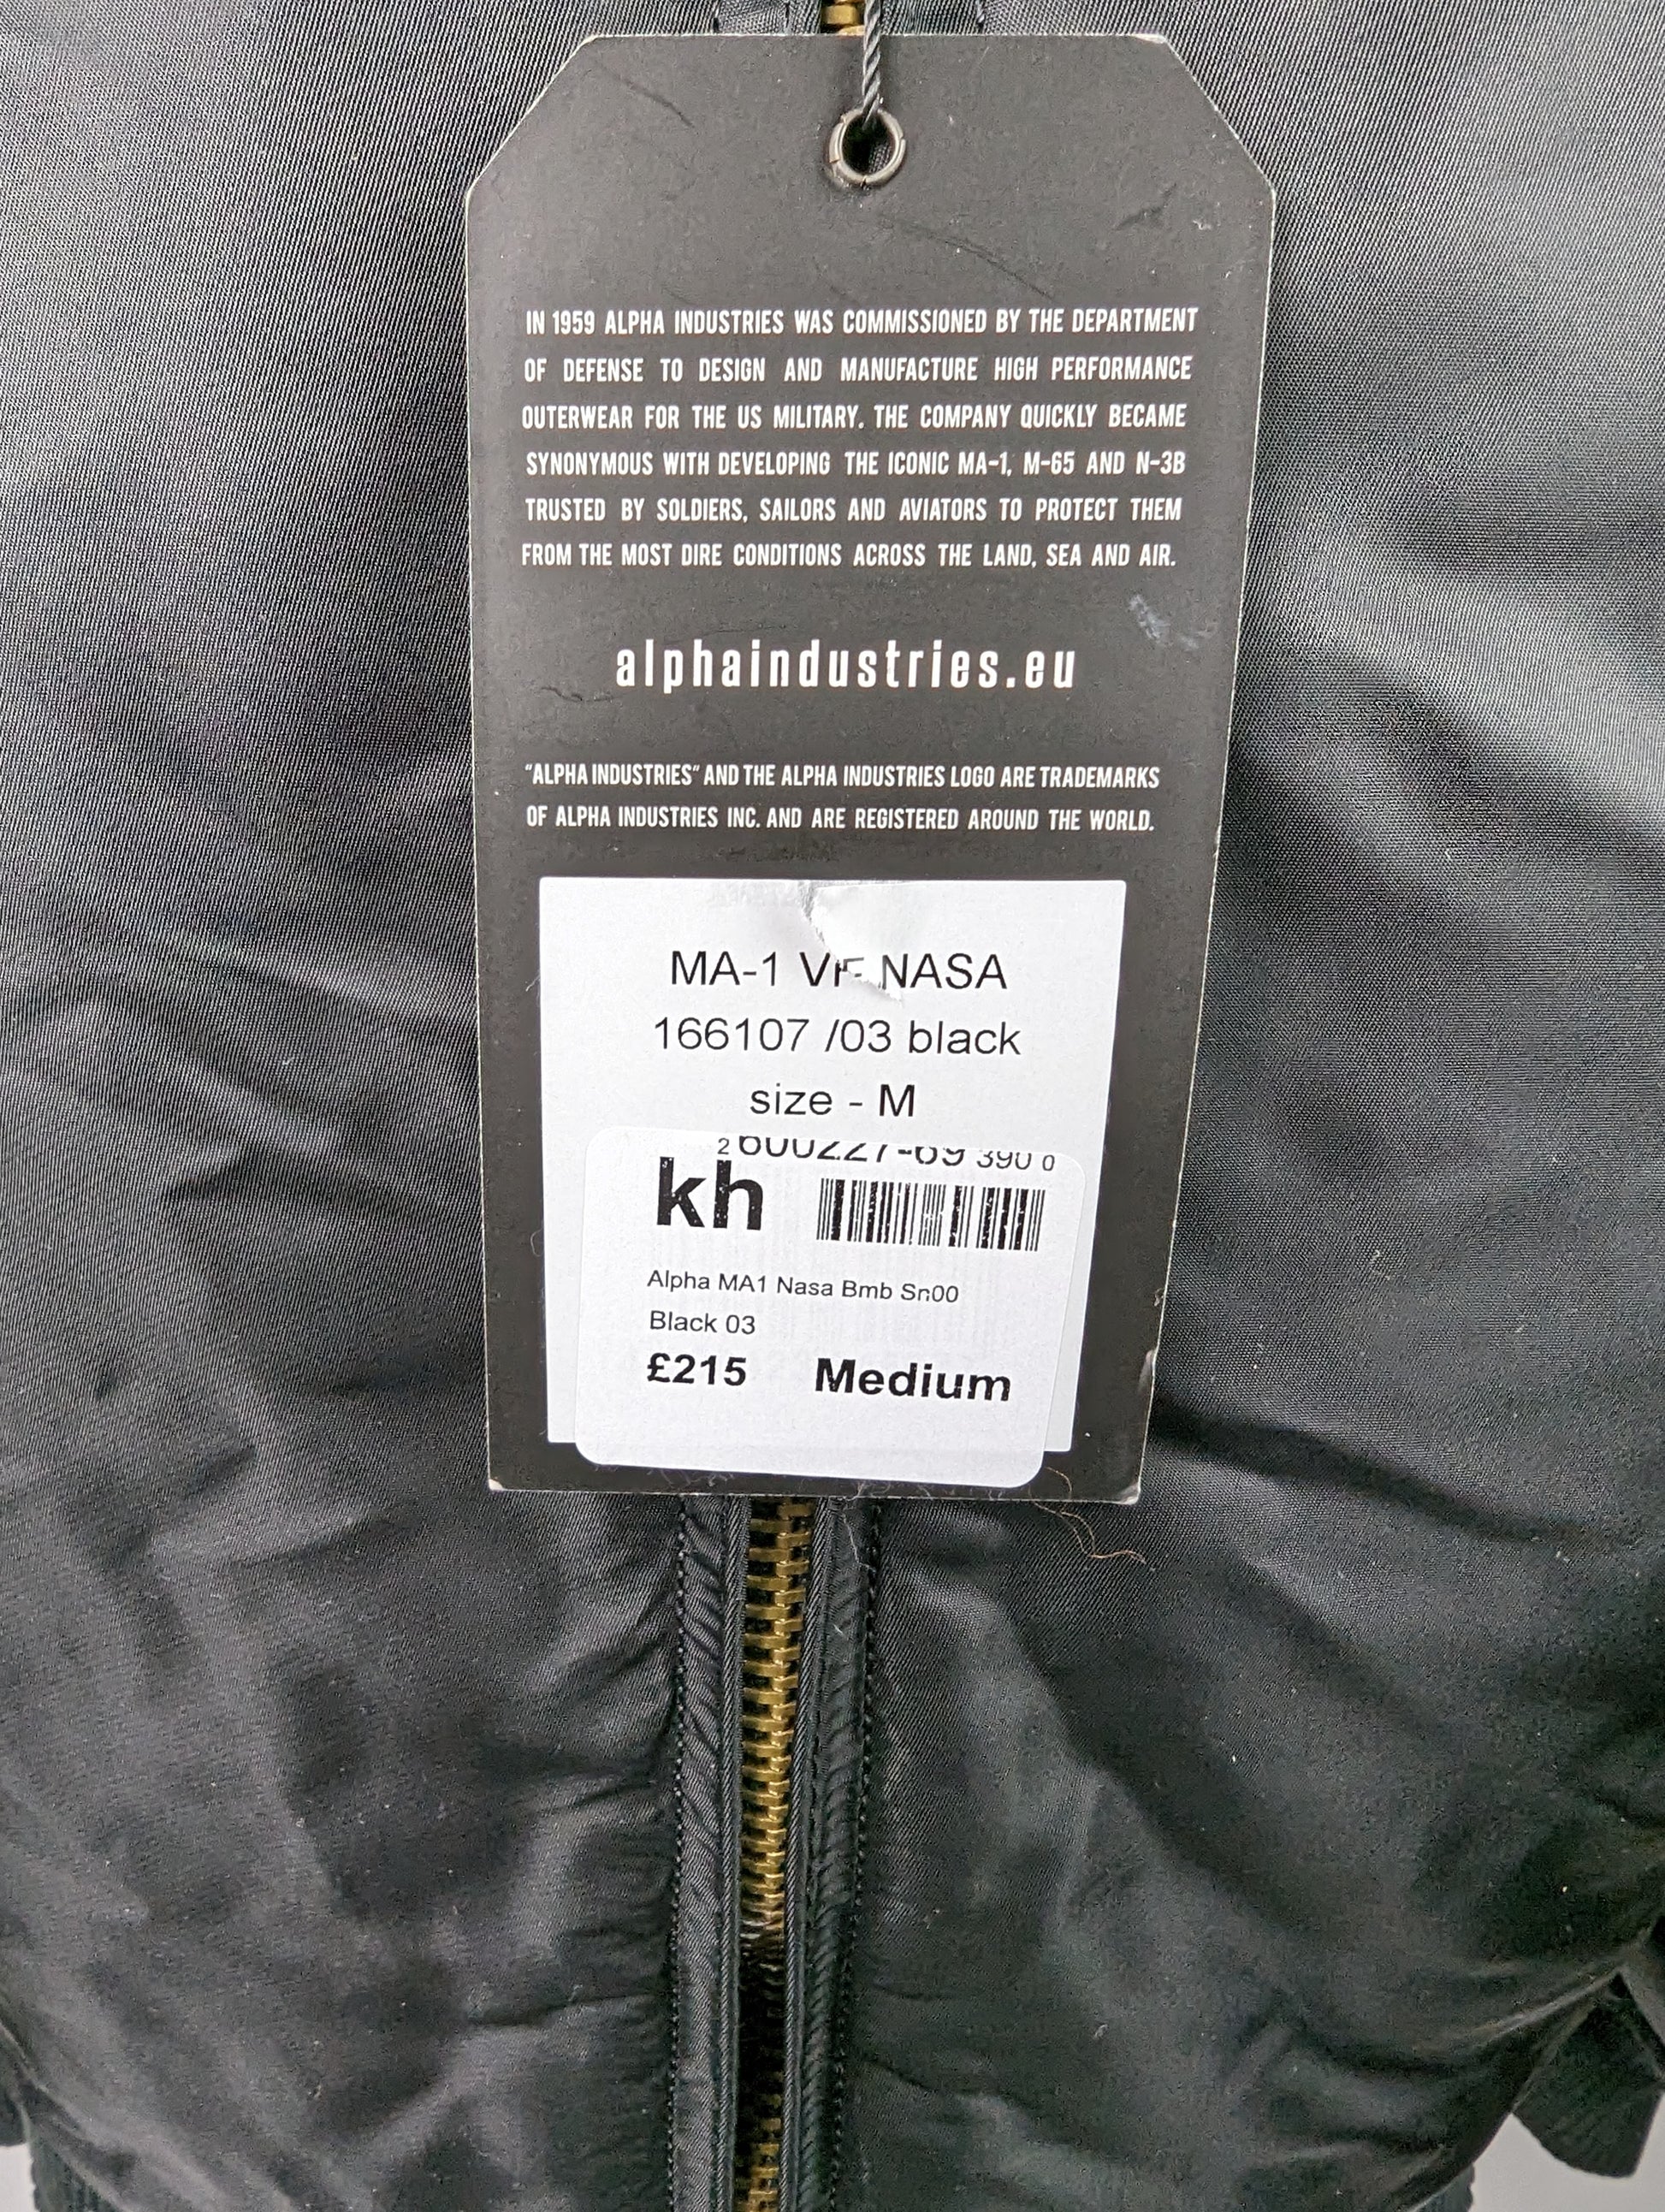 IN 1959 ALPHA INDUSTRIES WAS COMMISSIONED BY THE DEPARTMENT
OF DEFENSE TO DESIGN AND MANUFACTURE HIGH PERFORMANCE
OUTERWEAR FOR THE US MILITARY. THE COMPANY QUICKLY BECAME
SYNONYMOUS WITH DEVELOPING THE ICONIC MA-1, M-65 AND N-3B
TRUSTED BY SOLDIERS, SAILORS AND AVIATORS TO PROTECT THEM
FROM THE MOST DIRE CONDITIONS ACROSS THE LAND, SEA AND AIR.
alphaindustries.eu
"ALPHA INDUSTRIES" AND THE ALPHA INDUSTRIES LOGO ARE TRADEMARKS
OF ALPHA INDUSTRIES INC. AND ARE REGISTERED AROUND THE WORLD.
MA-1 VF NASA
166107 /03 black
size - M
kh
Alpha MA1 Nasa Bmb Sn00
Black 03
£215 Medium